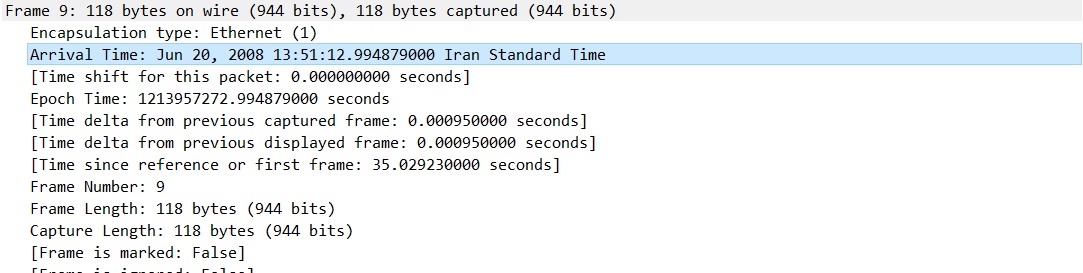 Frame 9: 118 bytes on wire (944 bits), 118 bytes captured (944 bits)
Encapsulation type: Ethernet (1)
Arrival Time: Jun 20, 2008 13:51:12.994879000 Iran Standard Time
[Time shift for this packet: 0.000000000 seconds]
Epoch Time: 1213957272.994879000 seconds
[Time delta from previous captured frame: 0.000950000 seconds]
[Time delta from previous displayed frame: 0.000950000 seconds]
[Time since reference or first frame: 35.029230000 seconds]
Frame Number: 9
Frame Length: 118 bytes (944 bits)
Capture Length: 118 bytes (944 bits)
[Frame is marked: False]
[Frame is ignored: False]